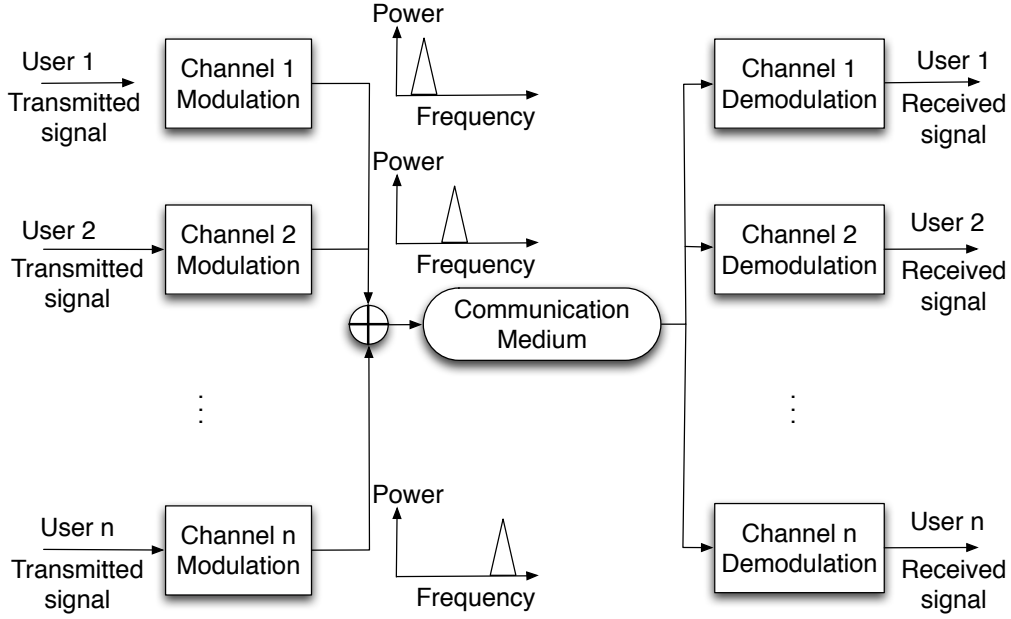 User 1
Transmitted
signal
Channel 1
Modulation
Power
Frequency
Channel 1
Demodulation
User 1
Received
signal
User 2
Transmitted
signal
Channel 2
Modulation
Power
Frequency
Channel 2
Demodulation
User 2
Received
signal
Communication
Medium
User n
Transmitted
signal
Channel n
Modulation
Power
Frequency
Channel n
Demodulation
User n
Received
signal